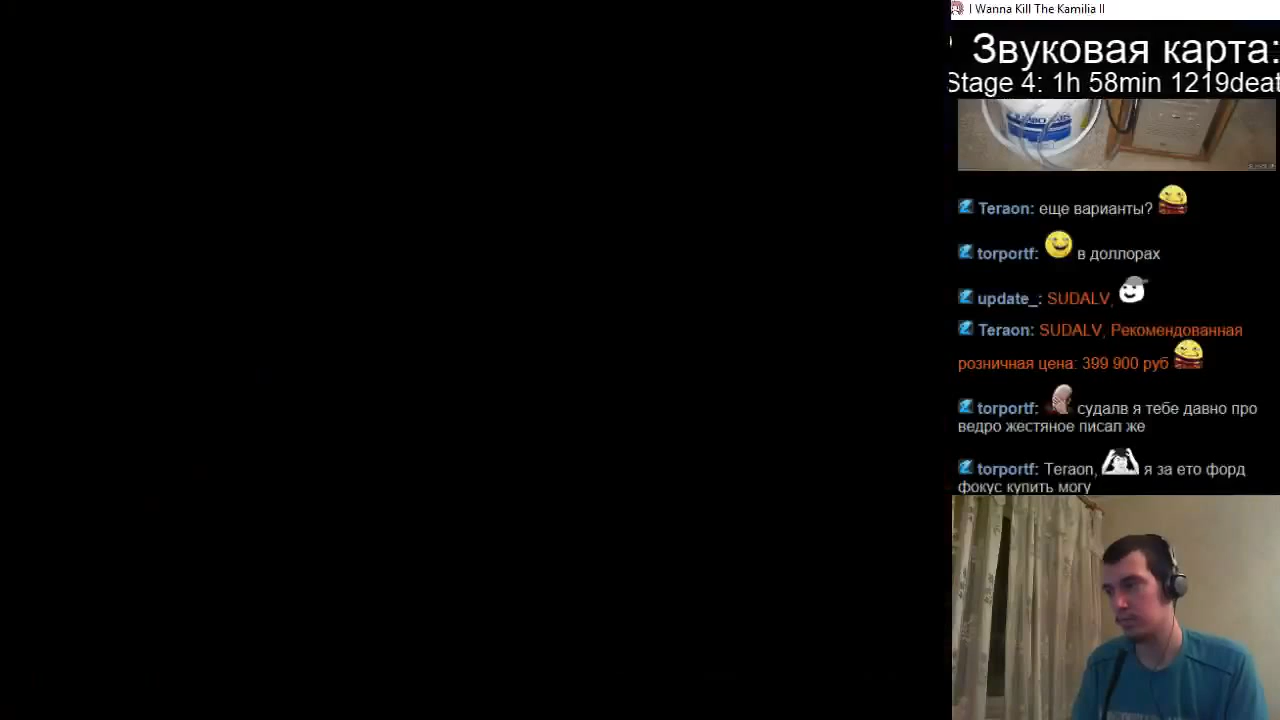 I Wanna Kill The Kamilia II
Звуковая карта:
Stage 4: 1h 58min 1219deat
Teraon: еще варианты?
torportf: в доллорах
update_: SUDALV,
Teraon: SUDALV, Рекомендованная
розничная цена: 399 900 руб
torportf: судалв я тебе давно про
ведро жестяное писал же
torportf: Teraon, я за ето форд
фокус купить могу